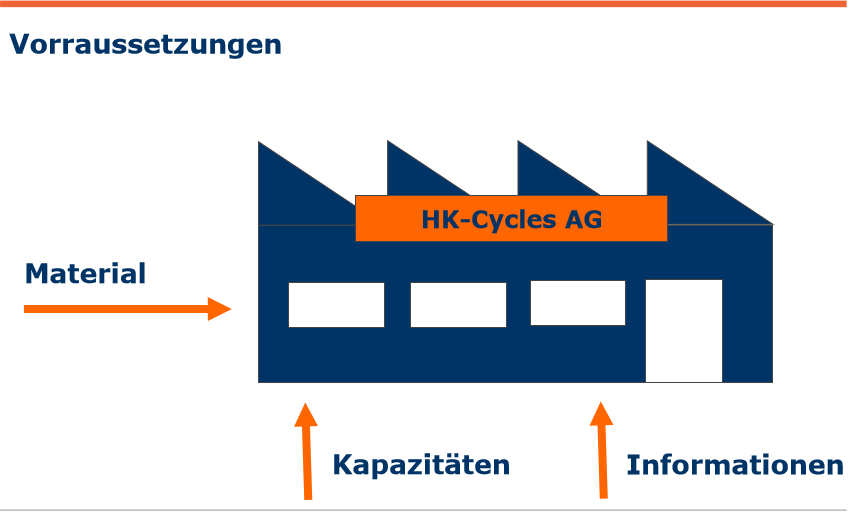 Vorraussetzungen
HK-Cycles AG
Material
Kapazitäten
Informationen